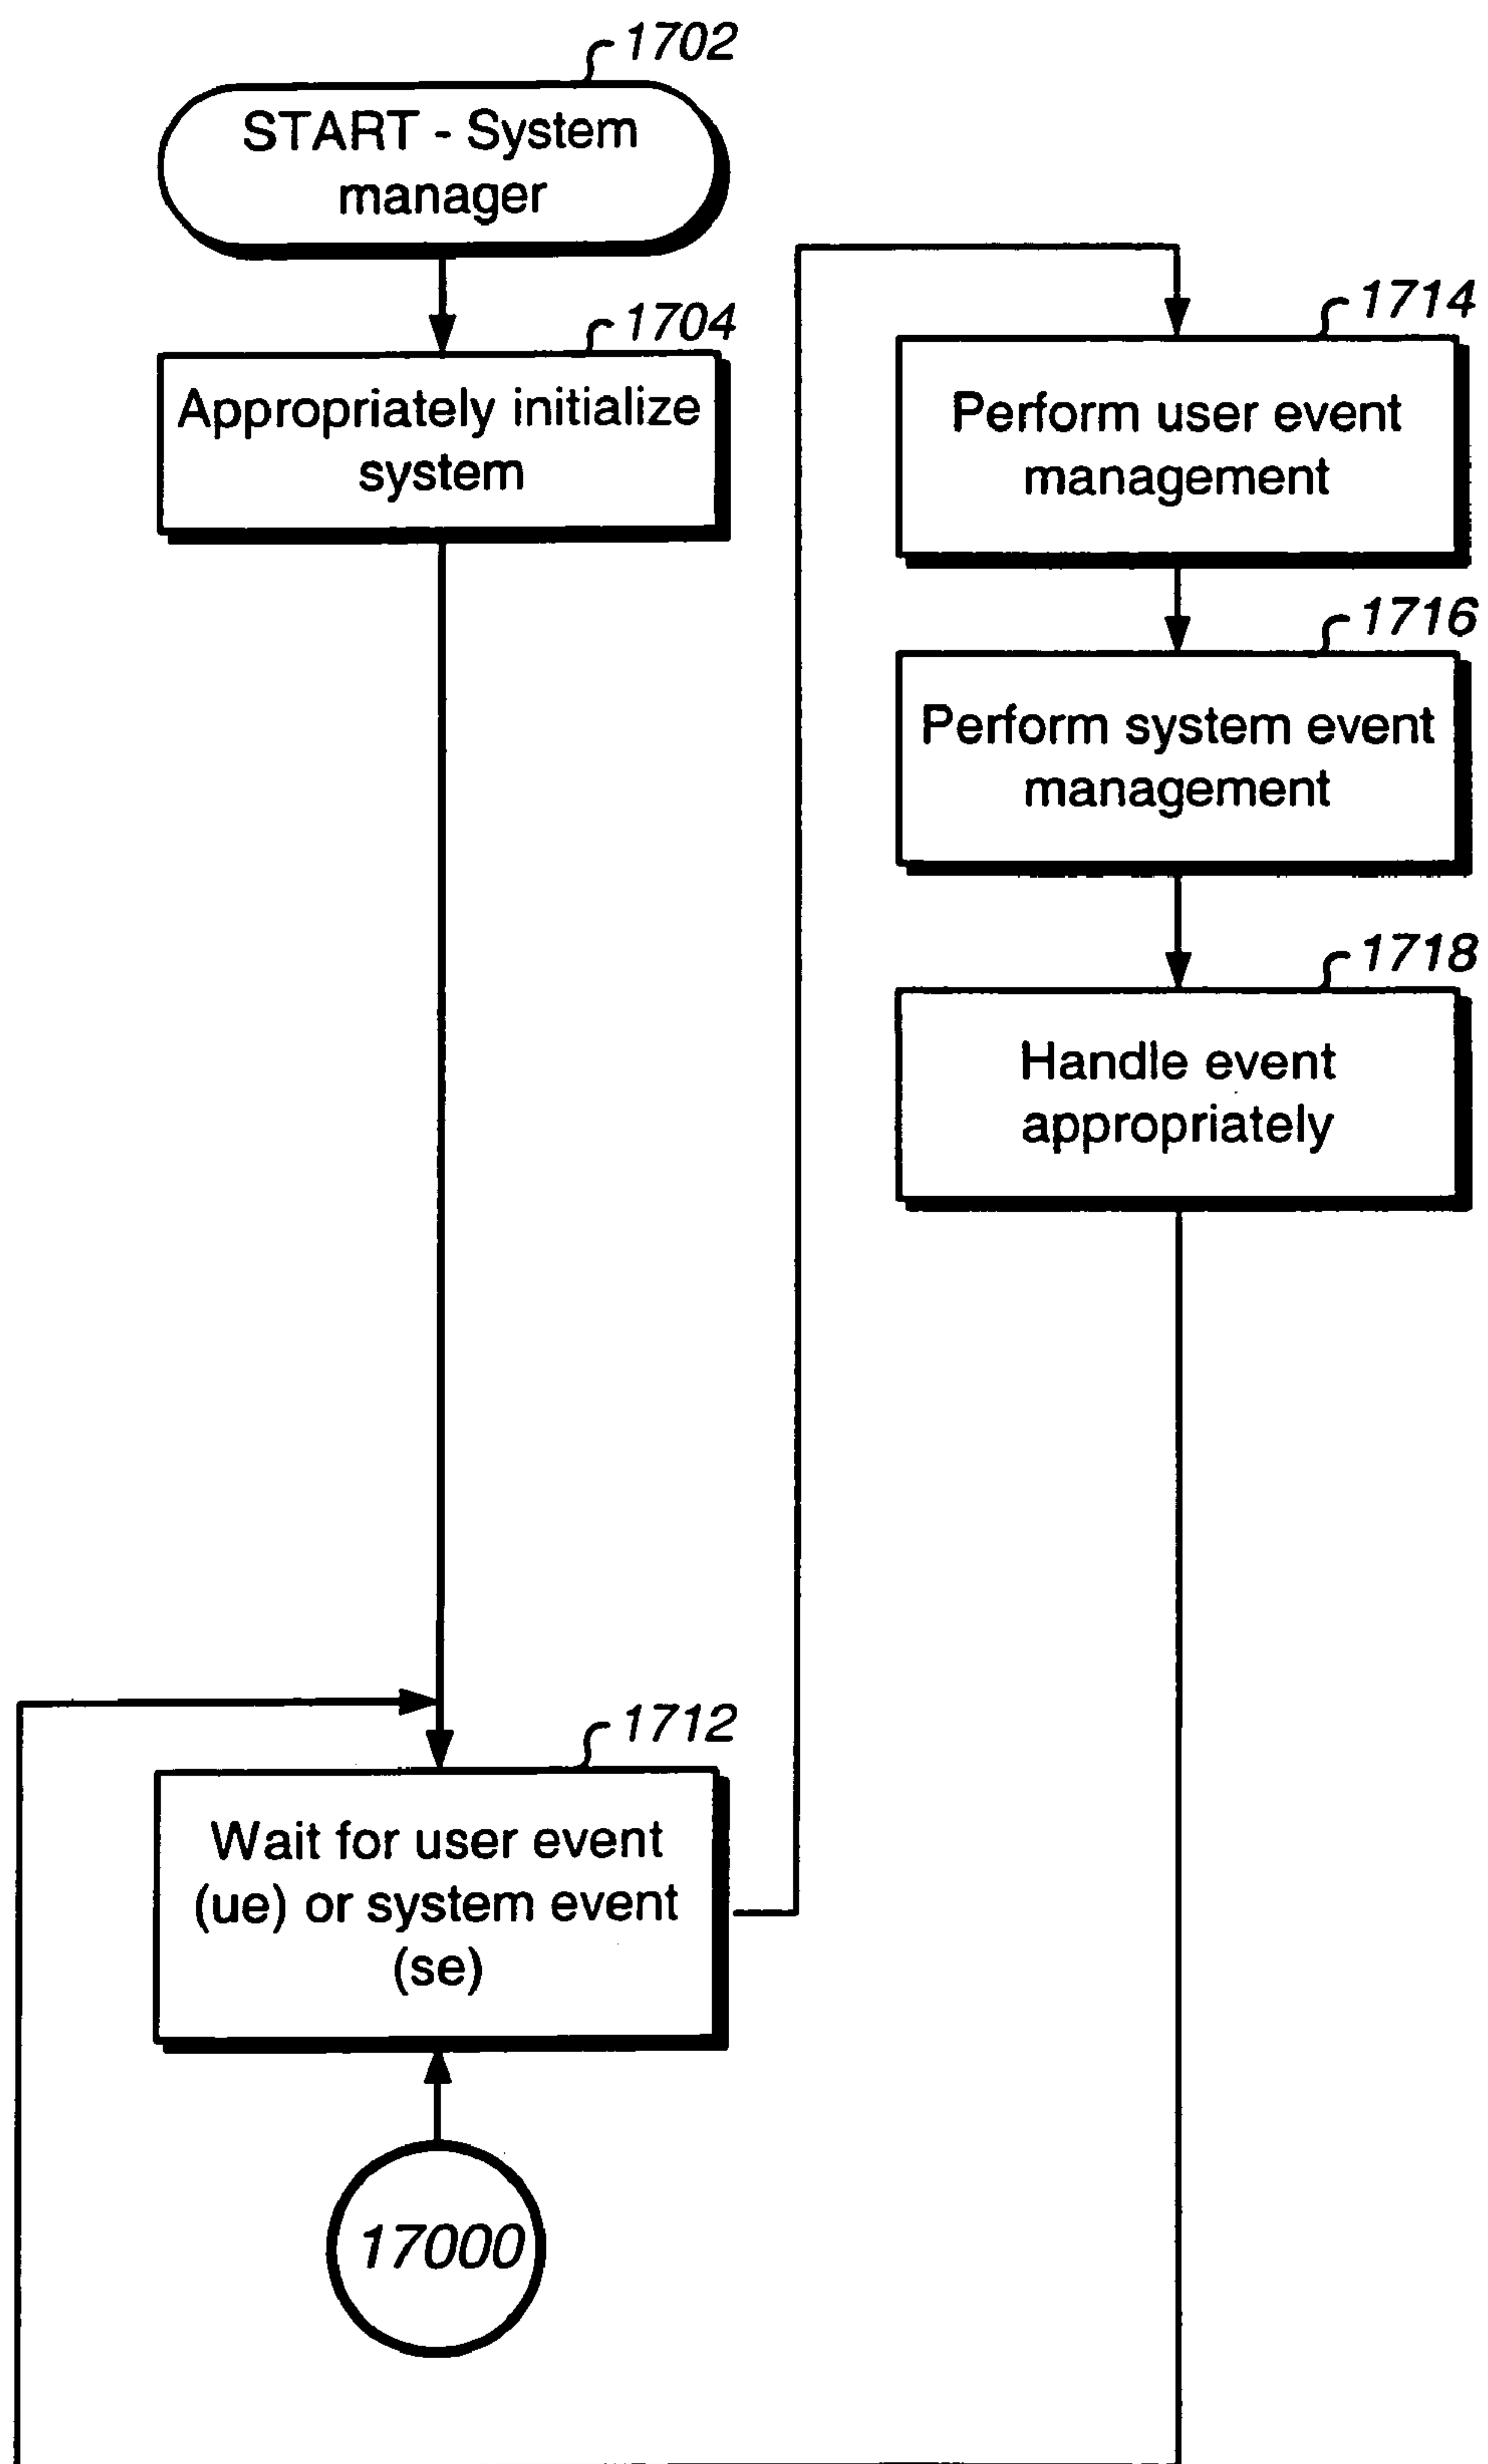 1702
START - System
manager
1704
Appropriately initialize
system
1712
Wait for user event
(ue) or system event
(se)
17000
1714
Perform user event
management
1716
Perform system event
management
1718
Handle event
appropriately